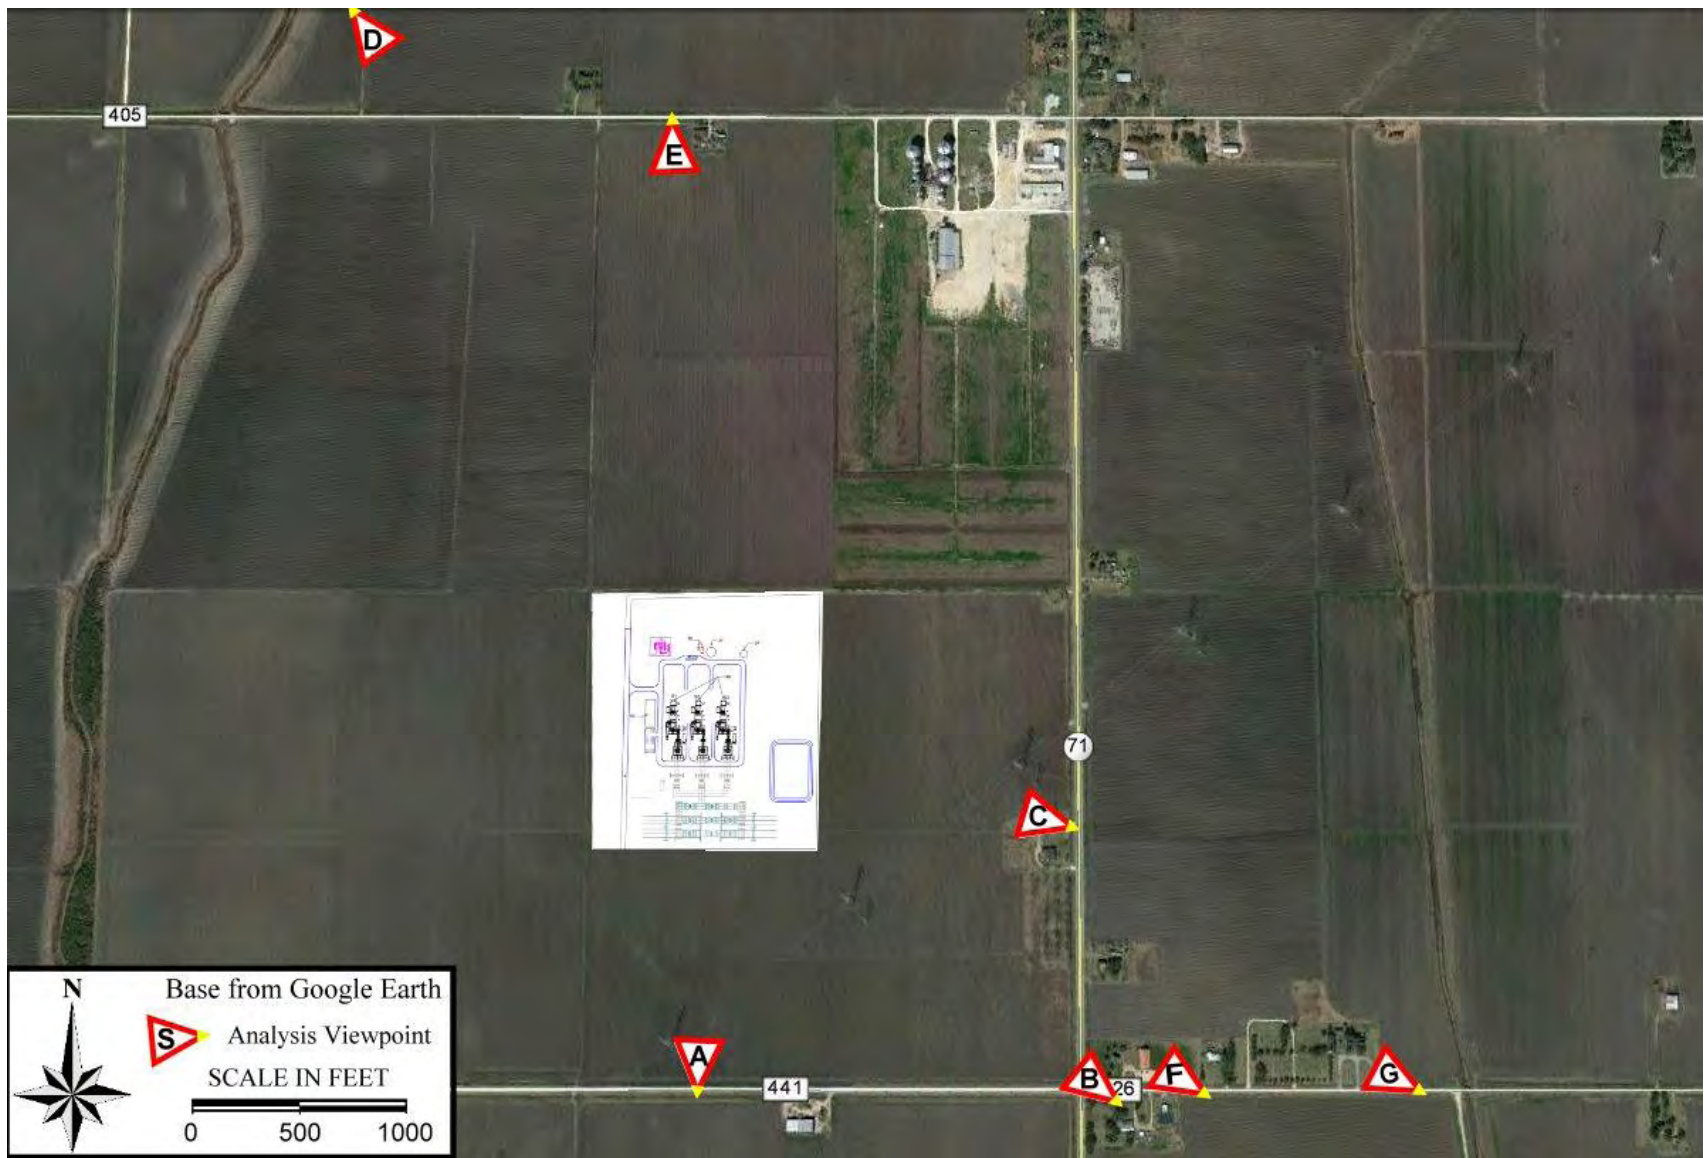 D
405
E
71
C
A
441
B
26
F
G
N
Base from Google Earth
S
Analysis Viewpoint
SCALE IN FEET
0 500 1000